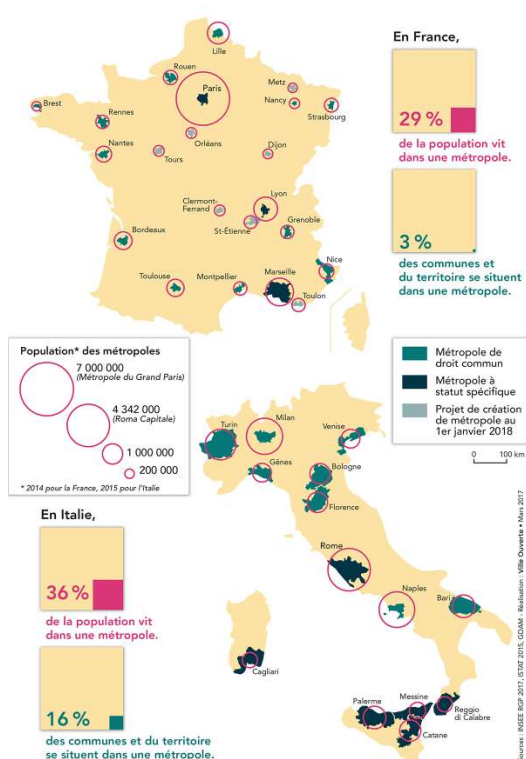 Lille
Rouen
Paris
Metz
Nancy
Strasbourg
Brest
Rennes
Orléans
Nantes
Tours
Dijon
Clermont-
Ferrand
Lyon
St-Étienne
Grenoble
Bordeaux
Nice
Toulouse
Montpellier
Marseille
Toulon
En France,
29 %
de la population vit
dans une métropole.
3 %
des communes et
du territoire se situent
dans une métropole.
Population* des métropoles
7 000 000
(Métropole du Grand Paris)
4 342 000
(Roma Capitale)
1 000 000
200 000
* 2014 pour la France, 2015 pour l'Italie
Métropole de
droit commun
Métropole à
statut spécifique
Projet de création
de métropole au
1er janvier 2018
0 100 km
Turin
Milan
Venise
Gênes
Bologne
Florence
Rome
Naples
Bari
Cagliari
Palerme
Messine
Reggio
di Calabre
Catane
En Italie,
36 %
de la population vit
dans une métropole.
16 %
des communes et du territoire
se situent dans une métropole.
Sources : INSEE RGP 2017, ISTAT 2015, GDAM - Réalisation : Ville Ouverte • Mars 2017